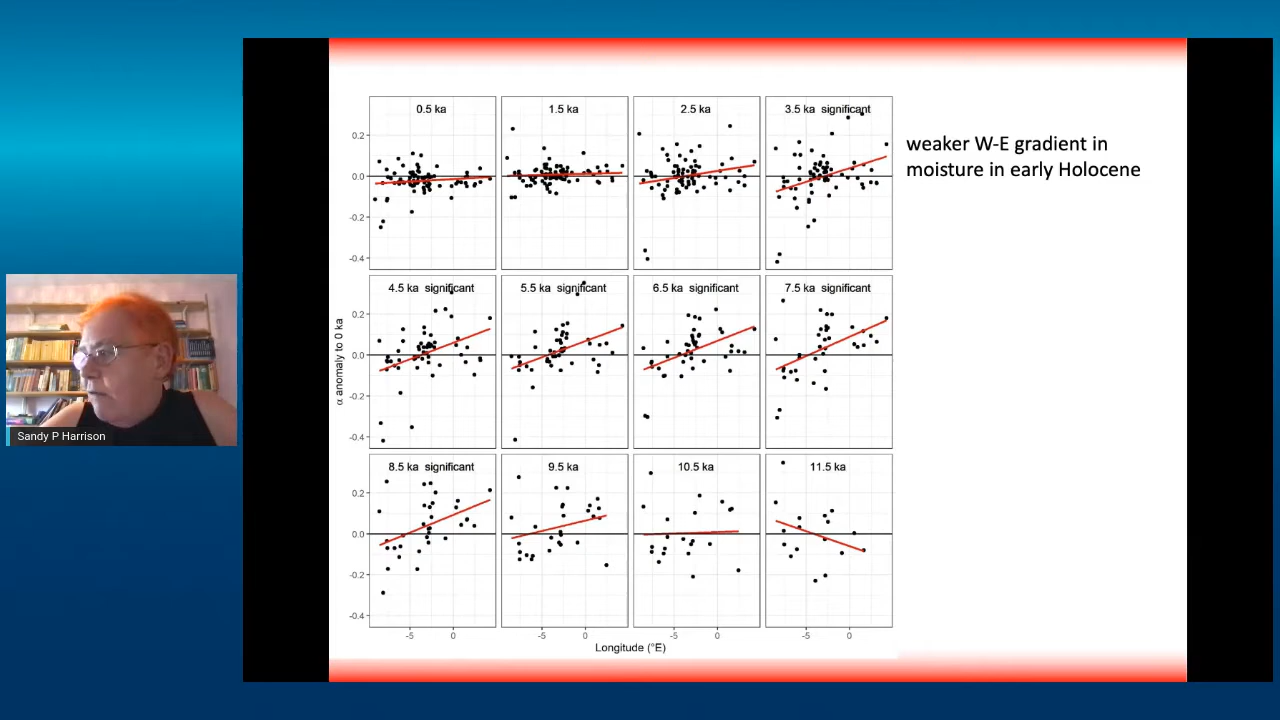 0.5 ka
1.5 ka
2.5 ka
3.5 ka significant
0.2
0.0
-0.2
-0.4
weaker W-E gradient in
moisture in early Holocene
4.5 ka significant
5.5 ka significant
6.5 ka significant
7.5 ka significant
0.2
0.0
-0.2
-0.4
α anomaly to 0 ka
Sandy P Harrison
8.5 ka significant
9.5 ka
10.5 ka
11.5 ka
0.2
0.0
-0.2
-0.4
-5 0 -5 0 -5 0 -5 0
Longitude (°E)